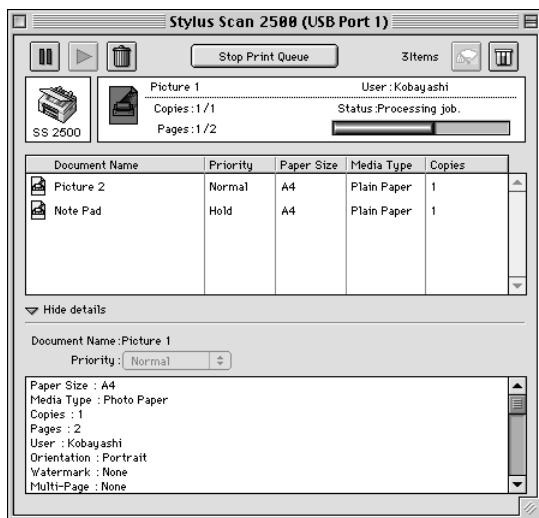 Stylus Scan 2500 (USB Port 1)
Stop Print Queue
3Items
SS 2500
Picture 1
User:Kobayashi
Copies:1/1
Status:Processing job.
Pages:1/2
Document Name Priority Paper Size Media Type Copies
Picture 2 Normal A4 Plain Paper 1
Note Pad Hold A4 Plain Paper 1
Hide details
Document Name:Picture 1
Priority: Normal
Paper Size : A4
Media Type : Photo Paper
Copies : 1
Pages : 2
User : Kobayashi
Orientation : Portrait
Watermark : None
Multi-Page : None